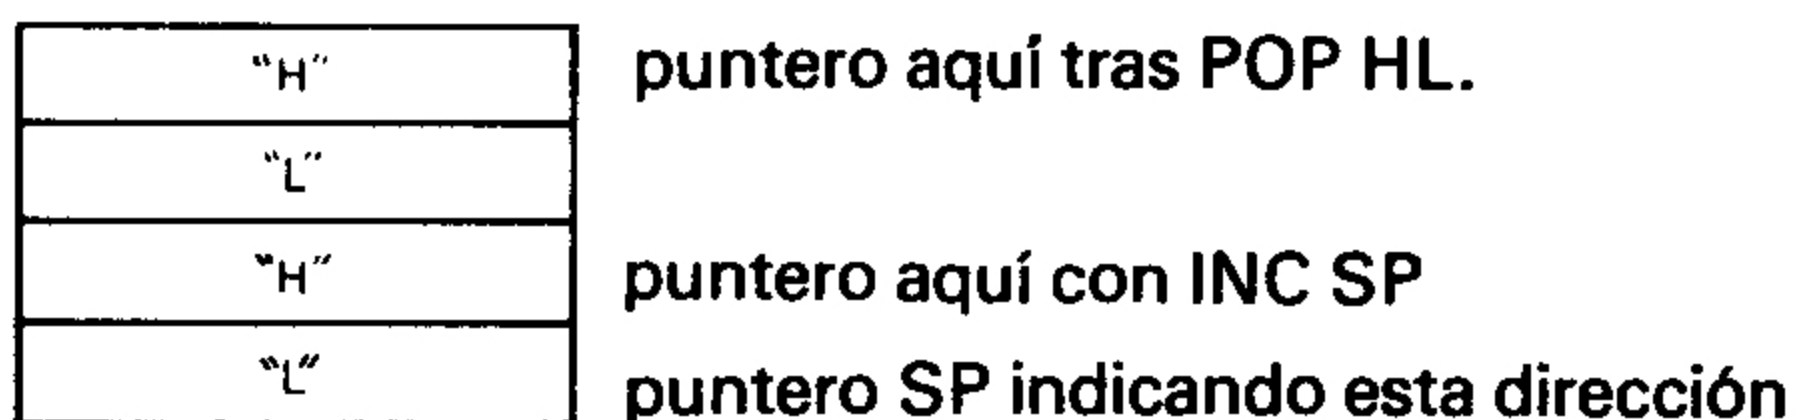 “H” puntero aquí tras POP HL.
“L”
“H” puntero aquí con INC SP
“L” puntero SP indicando esta dirección